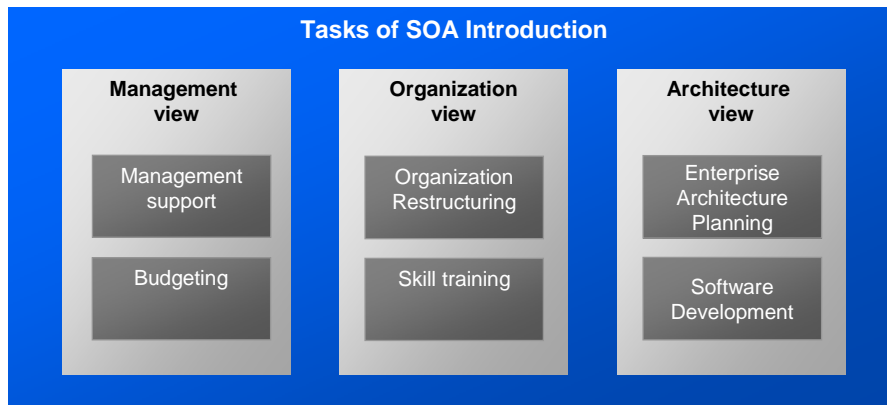 Tasks of SOA Introduction
Management
view
Management
support
Budgeting
Organization
view
Organization
Restructuring
Skill training
Architecture
view
Enterprise
Architecture
Planning
Software
Development